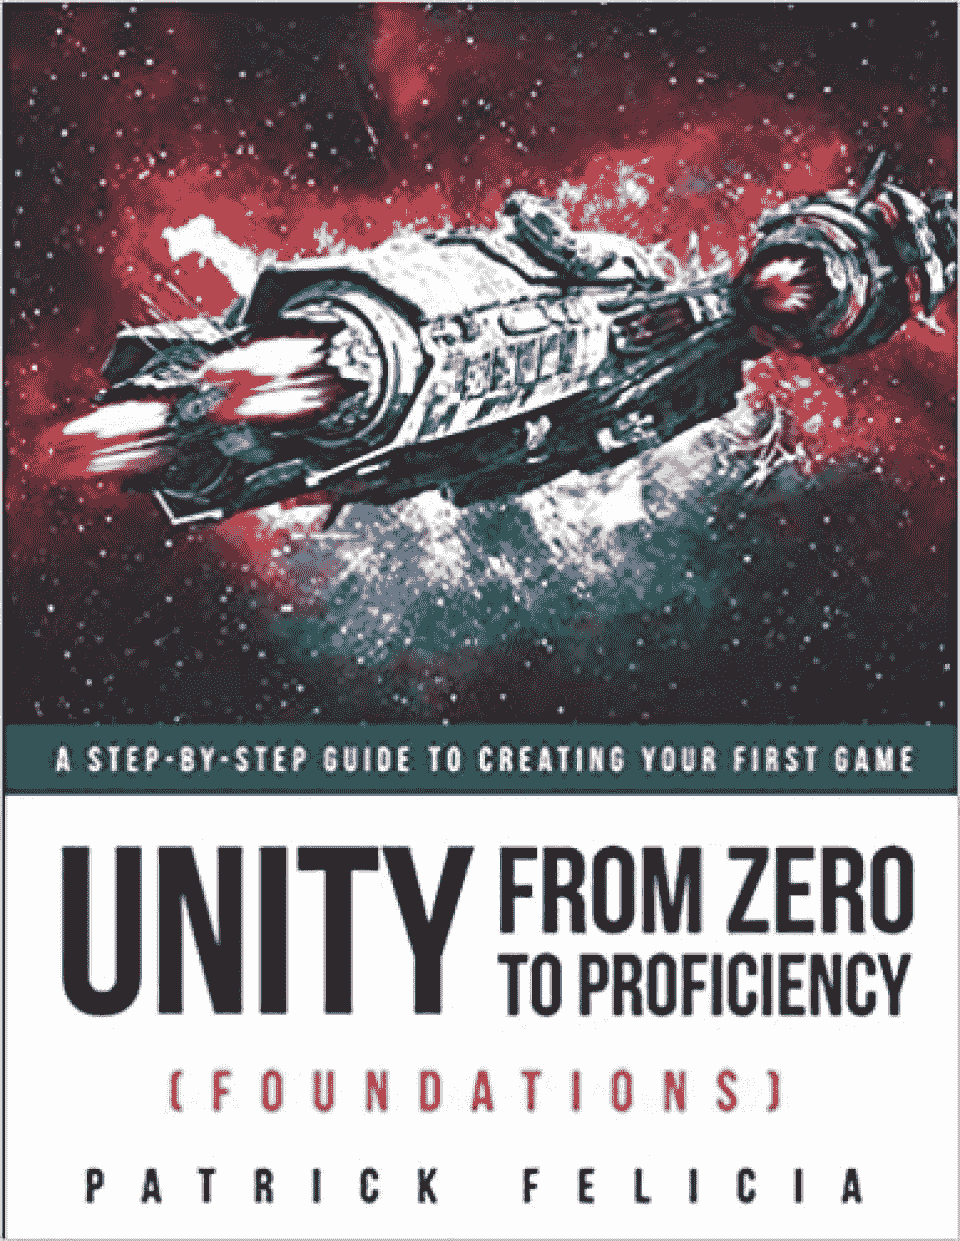 A STEP-BY-STEP GUIDE TO CREATING YOUR FIRST GAME
UNITY FROM ZERO
TO PROFICIENCY
(FOUNDATIONS)
PATRICK FELICIA